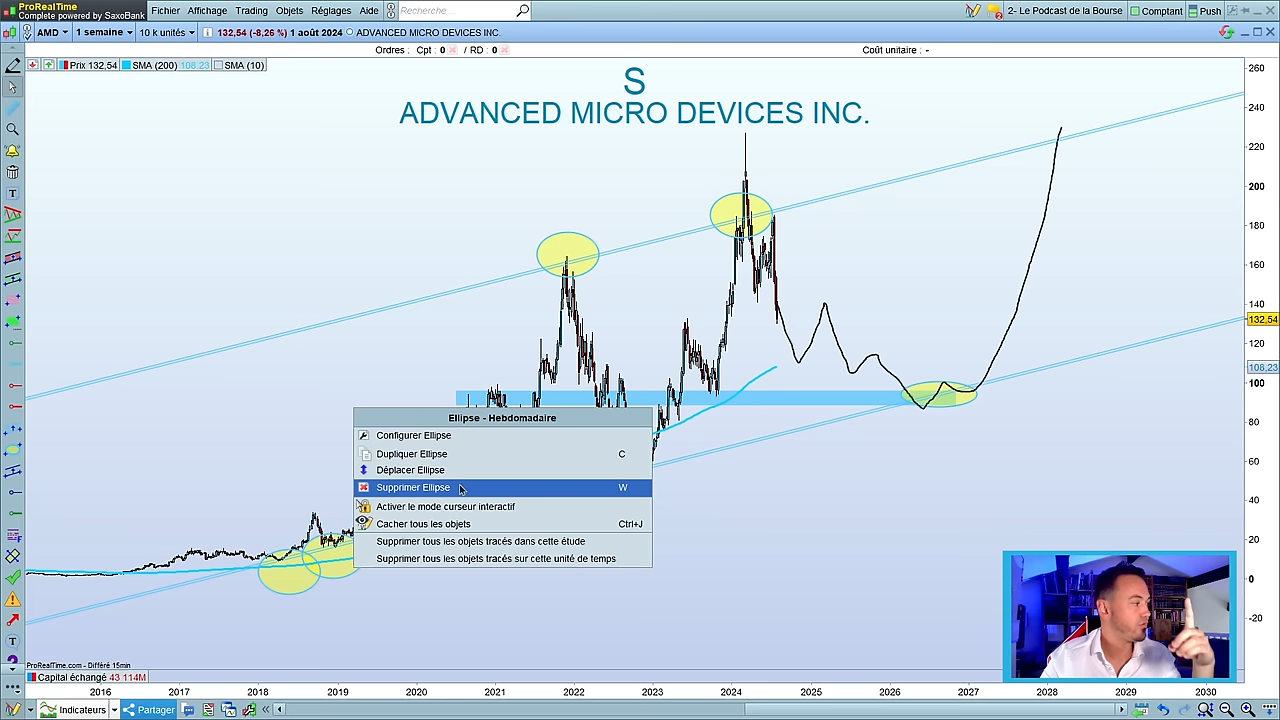 ProRealTime
Complete powered by SaxoBank
Fichier Affichage Trading Objets Réglages Aide Recherche
2- Le Podcast de la Bourse Comptant Push
AMD 1 semaine 10 k unités 132,54 (-8,26 %) 1 août 2024 ADVANCED MICRO DEVICES INC.
Ordres : Cpt : 0 / RD : 0 Coût unitaire : -
Prix 132,54 SMA (200) 108,23 SMA (10)
S
ADVANCED MICRO DEVICES INC.
260
240
220
200
180
160
140
132,54
120
108,23
100
80
60
40
20
0
-20
Ellipse - Hebdomadaire
Configurer Ellipse
Dupliquer Ellipse C
Déplacer Ellipse
Supprimer Ellipse W
Activer le mode curseur interactif
Cacher tous les objets Ctrl+J
Supprimer tous les objets tracés dans cette étude
Supprimer tous les objets tracés sur cette unité de temps
ProRealTime.com - Différé 15min
Capital échangé 43 114M
2016 2017 2018 2019 2020 2021 2022 2023 2024 2025 2026 2027 2028 2029 2030
Indicateurs Partager